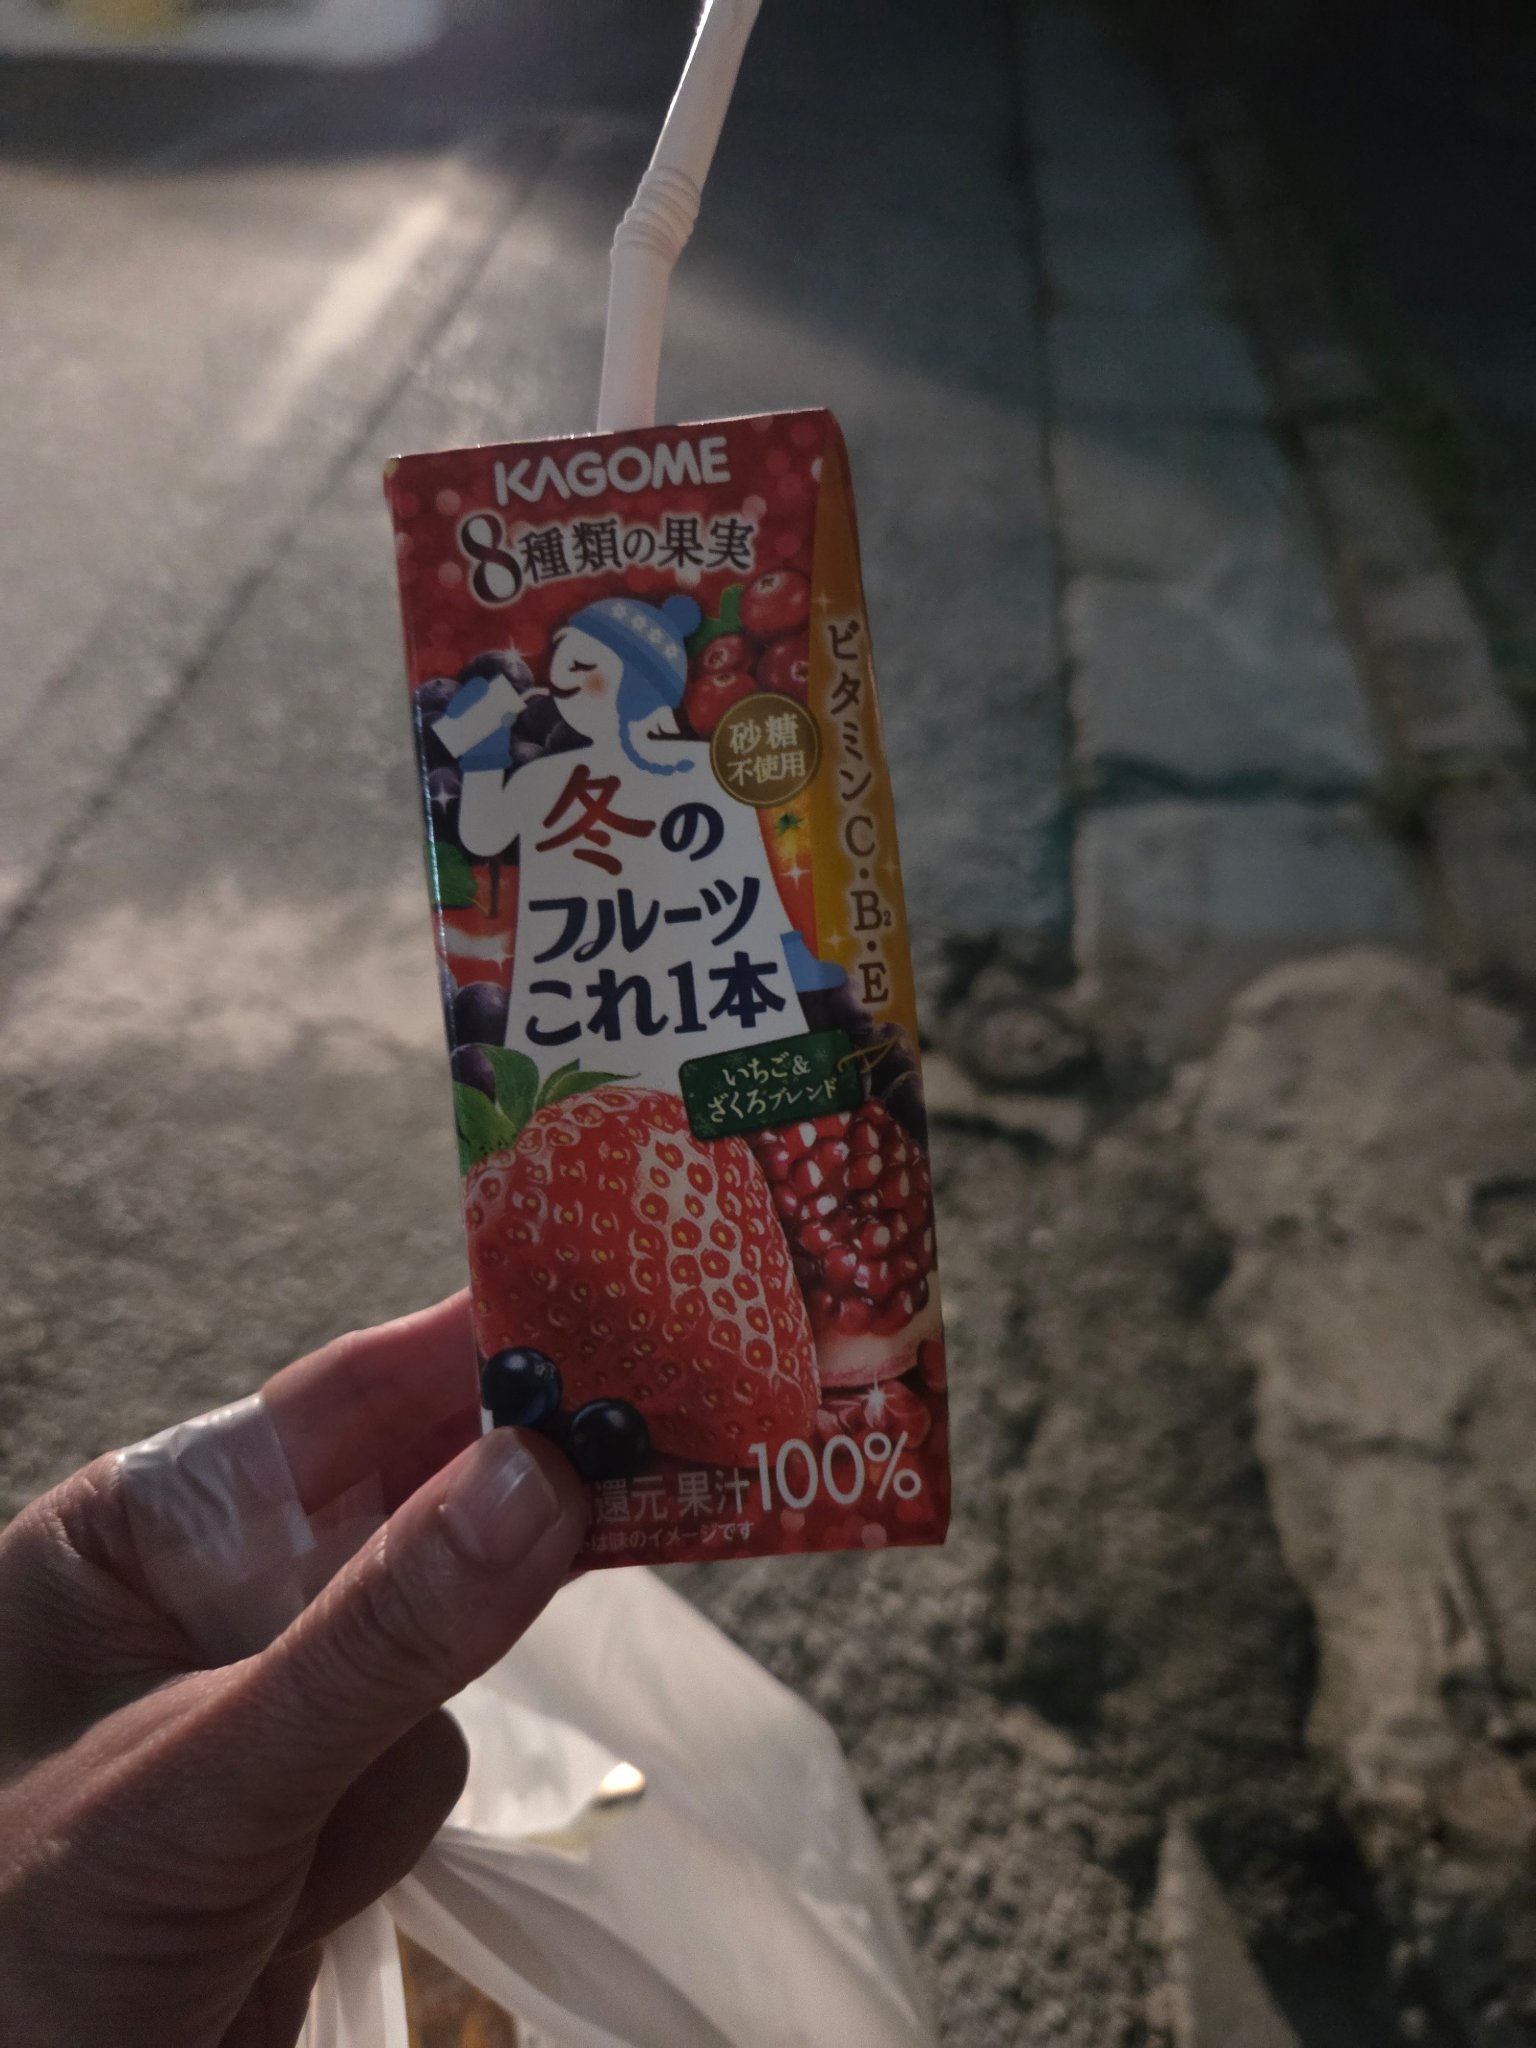 KAGOME
8種類の果実
砂糖
不使用
冬の
フルーツ
これ1本
ビタミンC・B2・E
いちご&
ざくろブレンド
還元 果汁100%
は味のイメージです